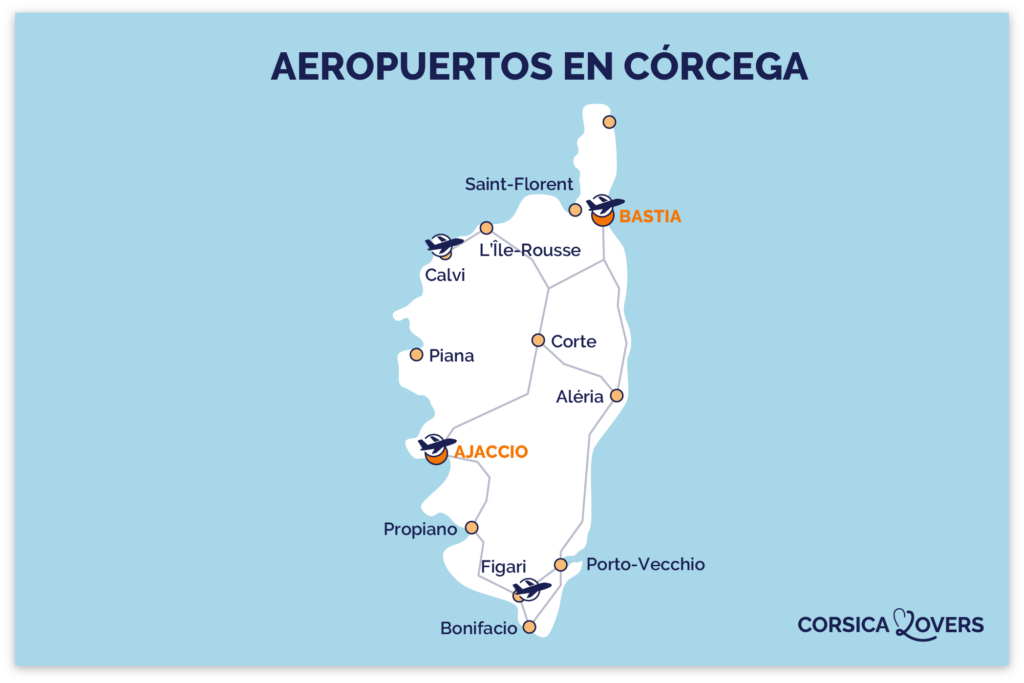 AEROPUERTOS EN CÓRCEGA
Saint-Florent
BASTIA
L'Île-Rousse
Calvi
Corte
Piana
Aléria
AJACCIO
Propiano
Figari
Porto-Vecchio
Bonifacio
CORSICA LOVERS